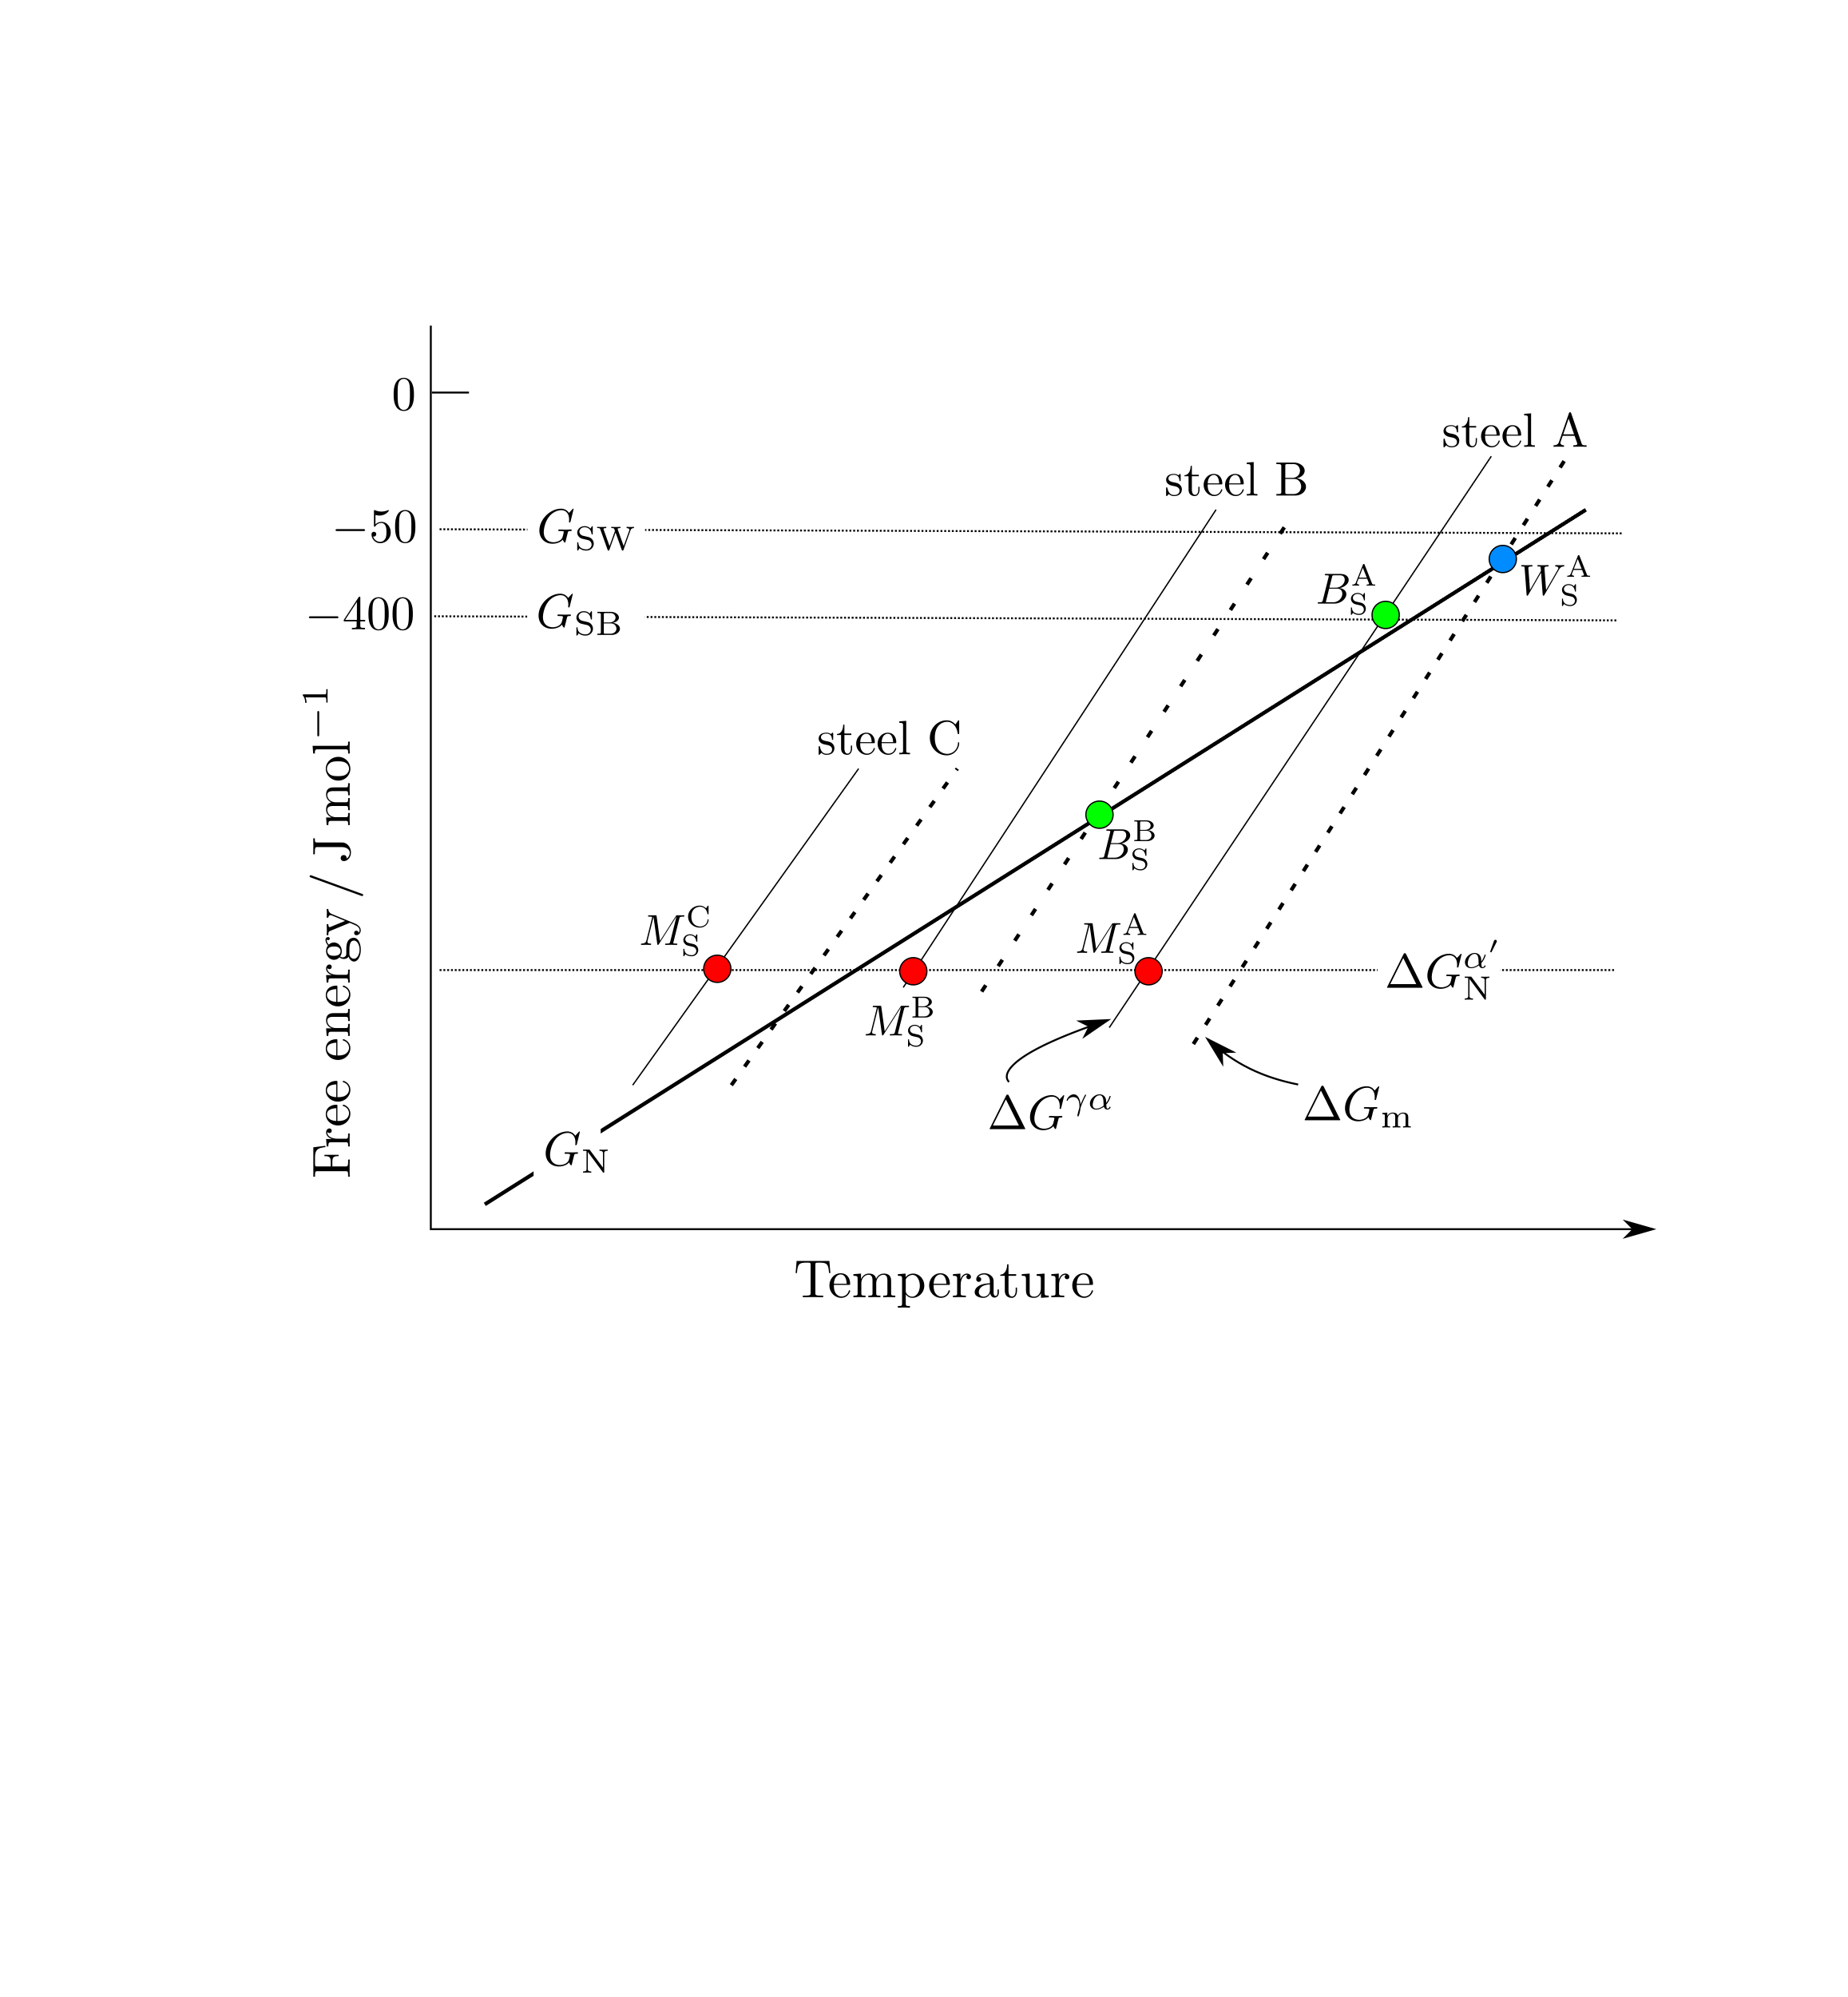 0
steel A
steel B
−50
G_SW
B_S^A
W_S^A
−400
G_SB
steel C
Free energy / J mol⁻¹
B_S^B
M_S^C
M_S^A
ΔG_N^α′
M_S^B
ΔG^γα
ΔG_m
G_N
Temperature